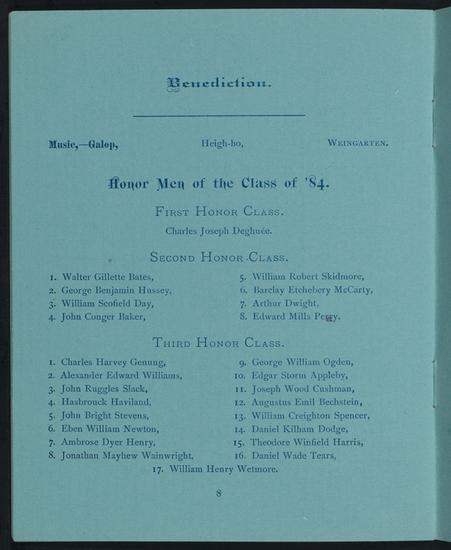 Benediction.
Music,—Galop, Heigh-ho, WEINGARTEN.
Honor Men of the Class of '84.
FIRST HONOR CLASS.
Charles Joseph Deghuée.
SECOND HONOR CLASS.
1. Walter Gillette Bates,
2. George Benjamin Hussey,
3. William Scofield Day,
4. John Conger Baker,
5. William Robert Skidmore,
6. Barclay Etchebery McCarty,
7. Arthur Dwight,
8. Edward Mills Perry.
THIRD HONOR CLASS.
1. Charles Harvey Genung,
2. Alexander Edward Williams,
3. John Ruggles Slack,
4. Hasbrouck Haviland,
5. John Bright Stevens,
6. Eben William Newton,
7. Ambrose Dyer Henry,
8. Jonathan Mayhew Wainwright,
9. George William Ogden,
10. Edgar Storm Appleby,
11. Joseph Wood Cushman,
12. Augustus Emil Bechstein,
13. William Creighton Spencer,
14. Daniel Kilham Dodge,
15. Theodore Winfield Harris,
16. Daniel Wade Tears,
17. William Henry Wetmore.
8